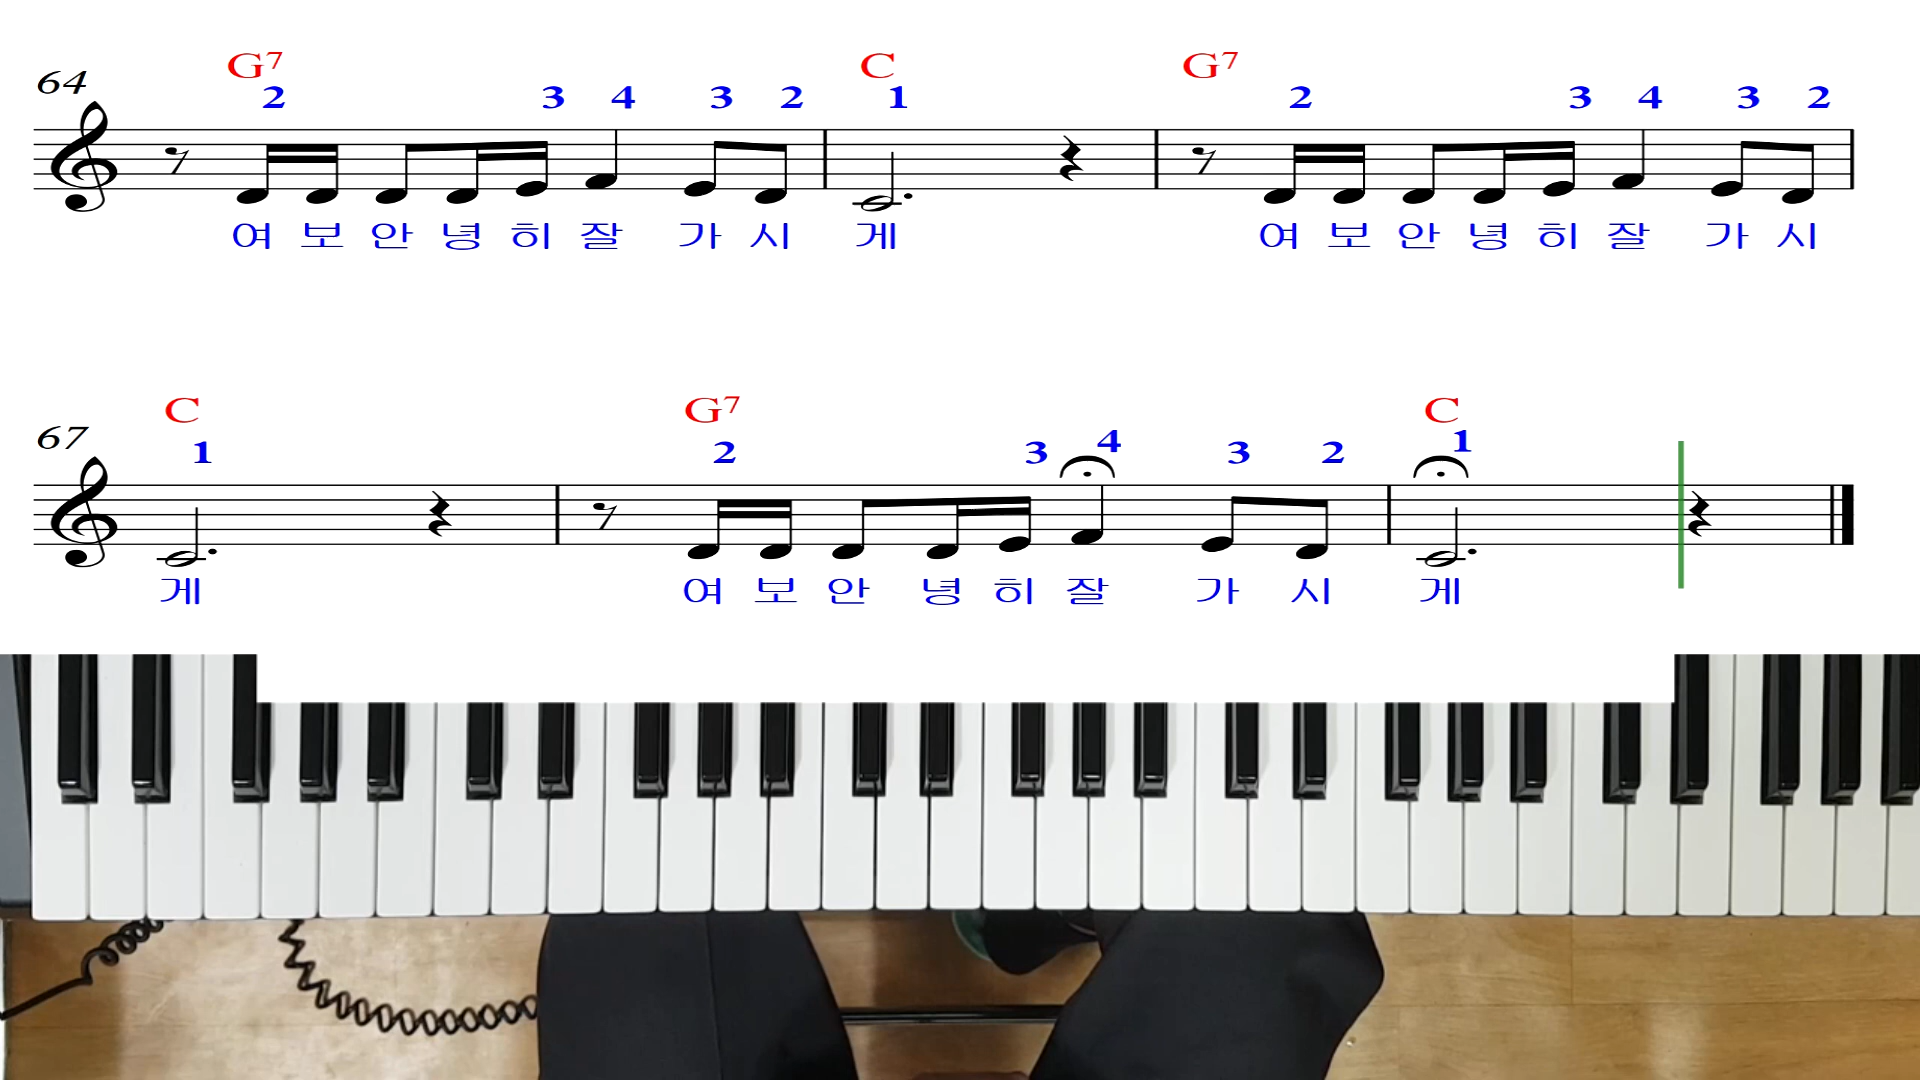 G7 C G7
64 2 3 4 3 2 1 2 3 4 3 2
여 보 안 녕 히 잘 가 시 게 여 보 안 녕 히 잘 가 시
C G7 C
67 1 2 3 4 3 2 1
게 여 보 안 녕 히 잘 가 시 게